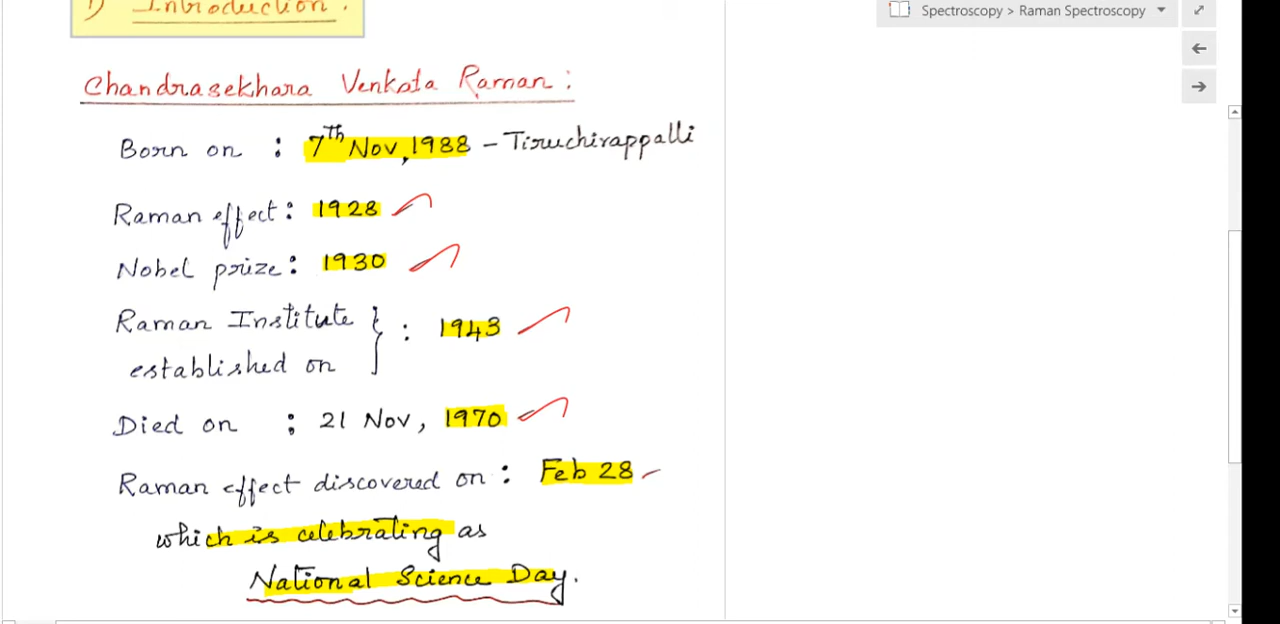 1) Introduction.
Spectroscopy > Raman Spectroscopy
Chandrasekhara Venkata Raman:
Born on : 7th Nov, 1988 - Tiruchirappalli
Raman effect: 1928
Nobel prize: 1930
Raman Institute } : 1943
established on
Died on : 21 Nov, 1970
Raman effect discovered on : Feb 28
which is celebrating as
National Science Day.